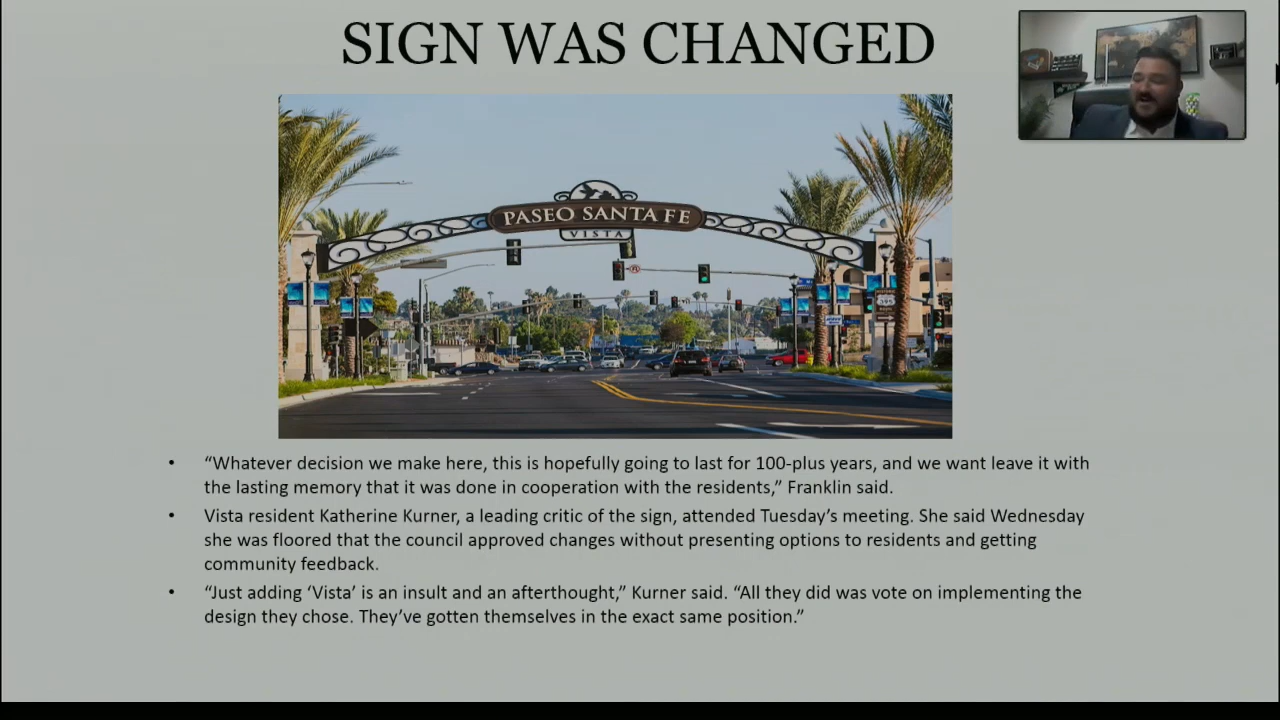 SIGN WAS CHANGED
PASEO SANTA FE
VISTA
395
• “Whatever decision we make here, this is hopefully going to last for 100-plus years, and we want leave it with
the lasting memory that it was done in cooperation with the residents,” Franklin said.
• Vista resident Katherine Kurner, a leading critic of the sign, attended Tuesday’s meeting. She said Wednesday
she was floored that the council approved changes without presenting options to residents and getting
community feedback.
• “Just adding ‘Vista’ is an insult and an afterthought,” Kurner said. “All they did was vote on implementing the
design they chose. They’ve gotten themselves in the exact same position.”